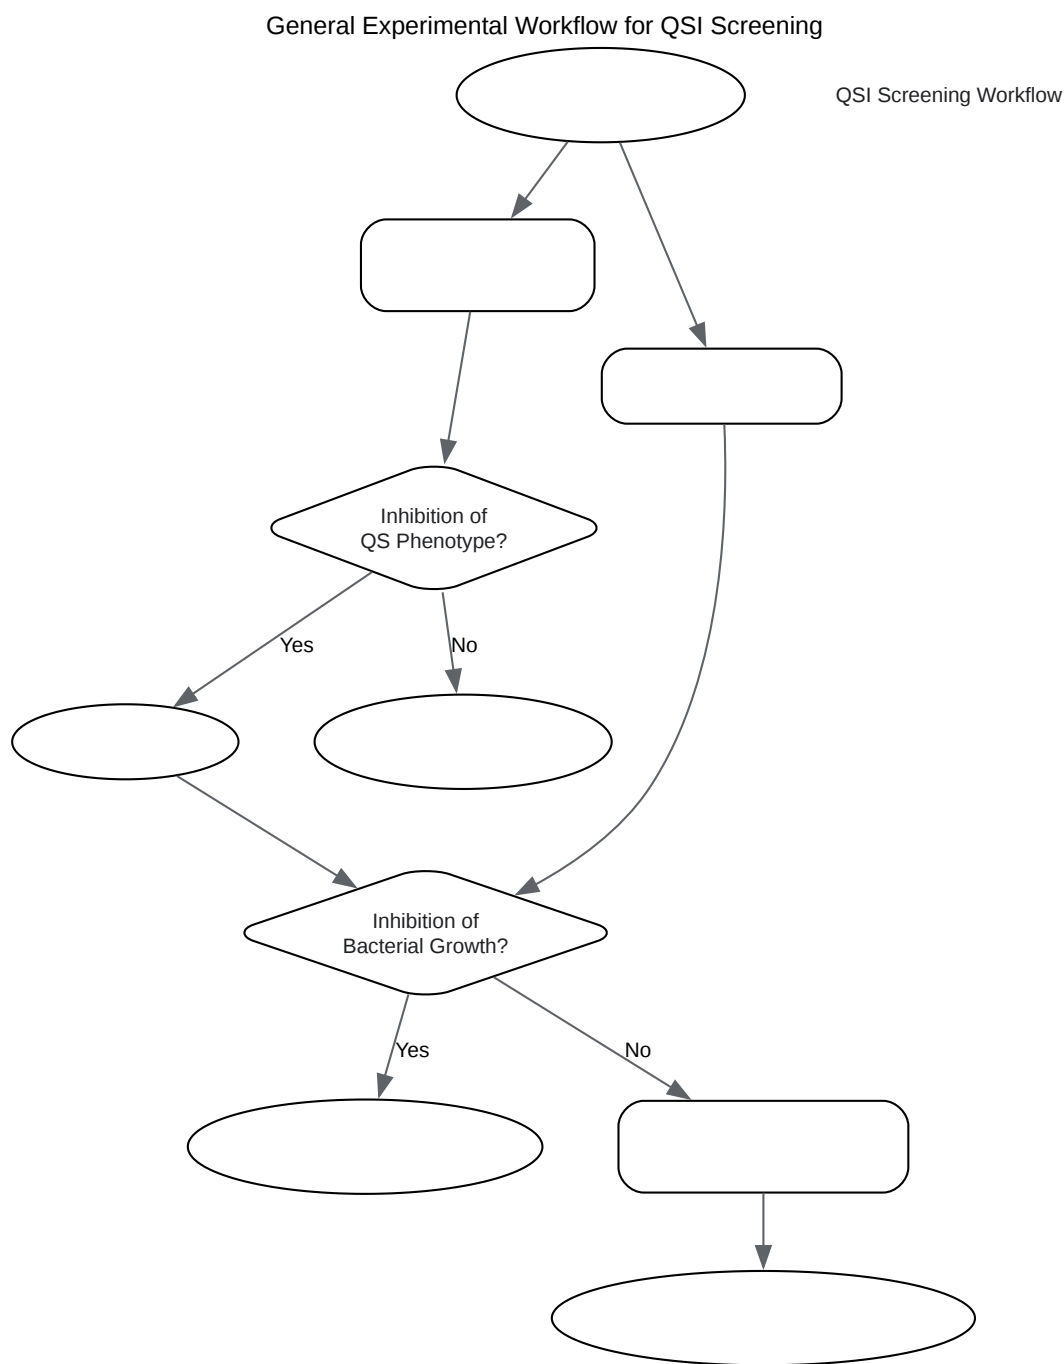 General Experimental Workflow for QSI Screening
QSI Screening Workflow
Inhibition of
QS Phenotype?
Yes
No
Inhibition of
Bacterial Growth?
Yes
No